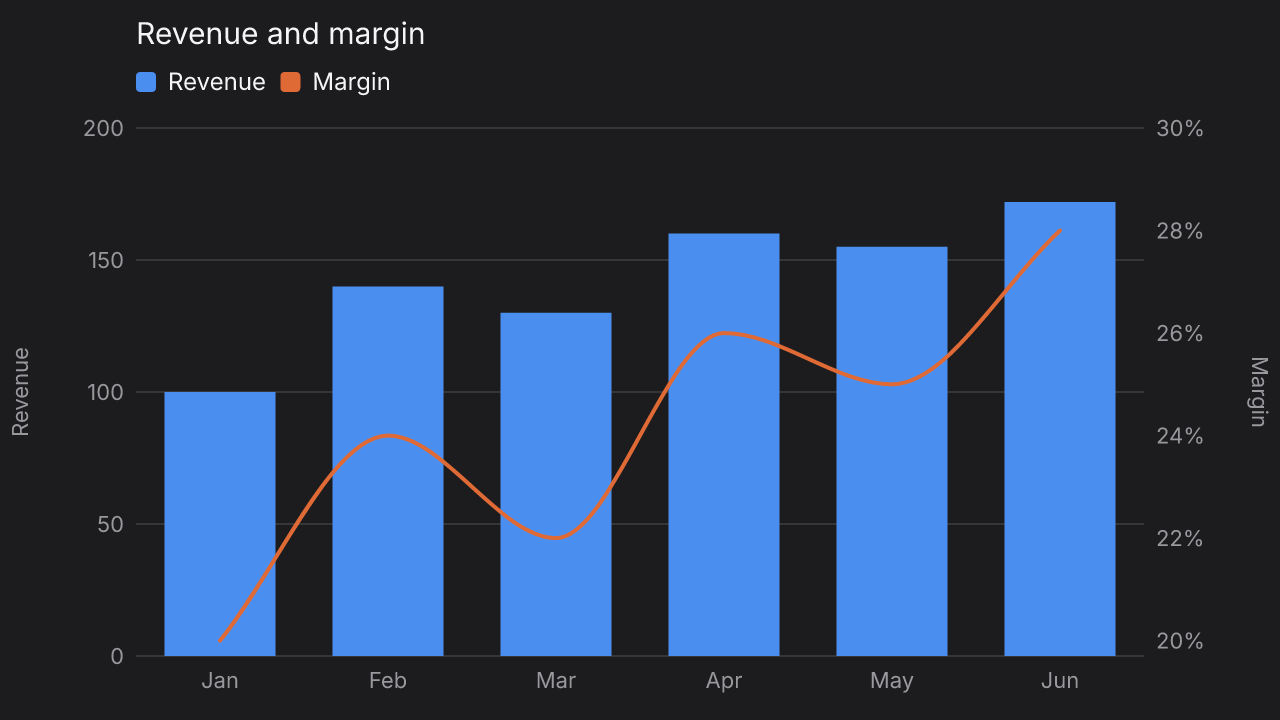 Revenue and margin
Revenue Margin
200
150
100
50
0
30%
28%
26%
24%
22%
20%
Revenue
Margin
Jan Feb Mar Apr May Jun